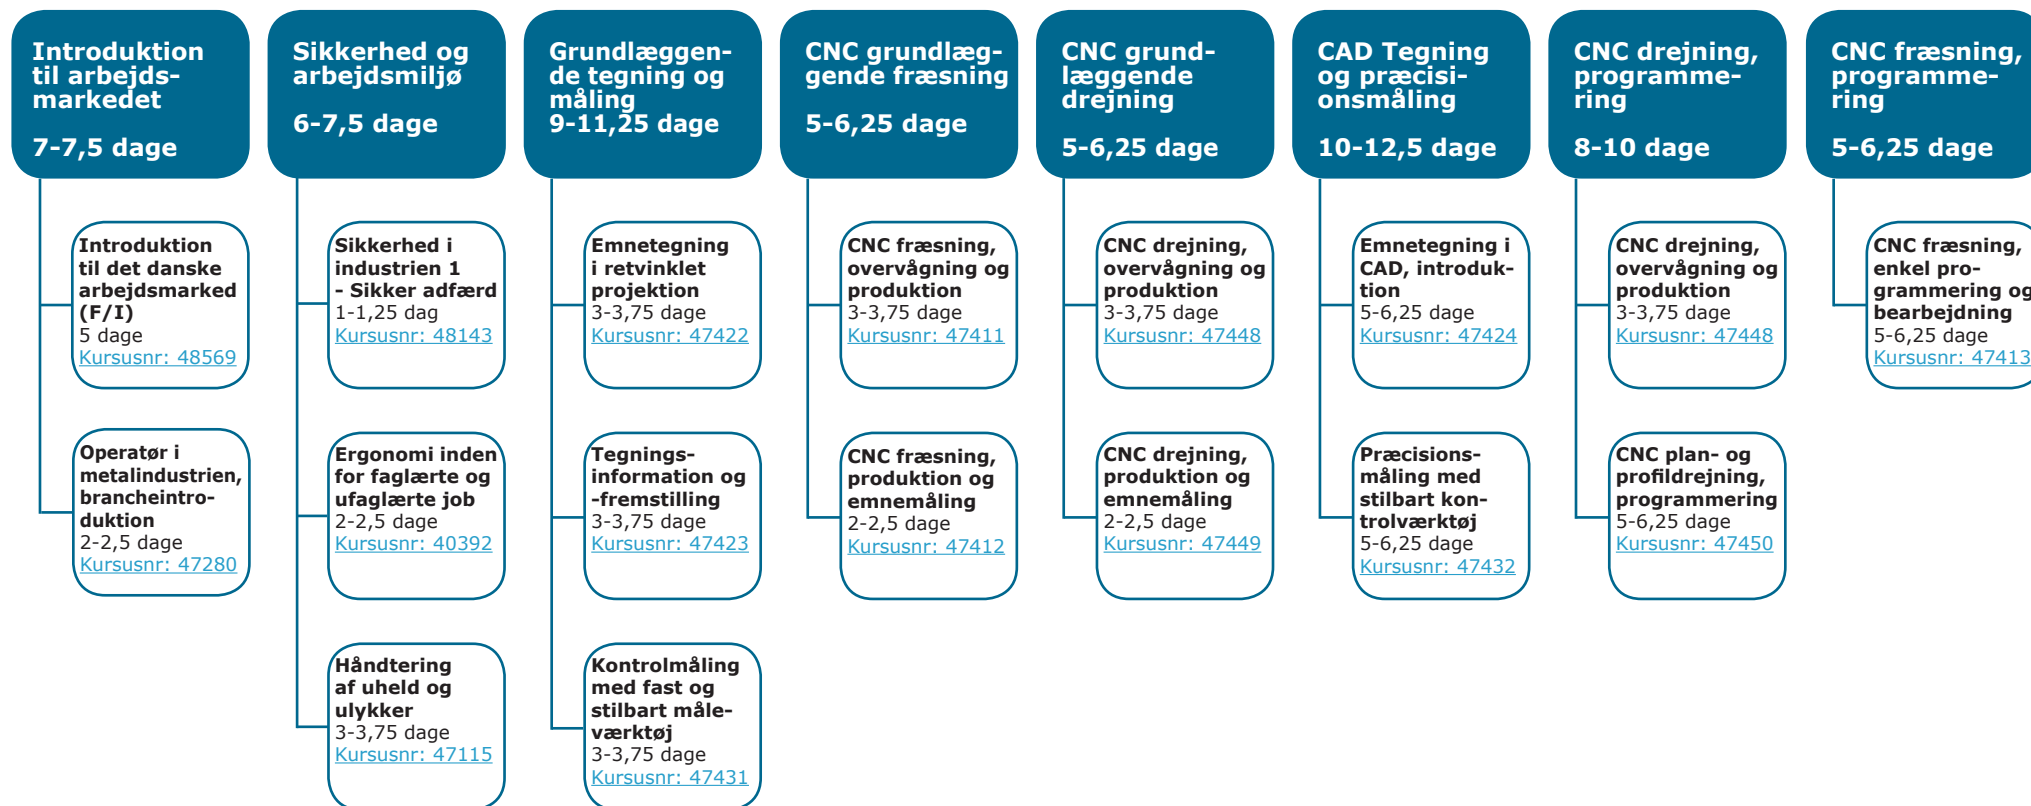 Introduktion
til arbejds-
markedet
7-7,5 dage
Introduktion
til det danske
arbejdsmarked
(F/I)
5 dage
Kursusnr: 48569
Operatør i
metalindustrien,
brancheintro-
duktion
2-2,5 dage
Kursusnr: 47280
Sikkerhed og
arbejdsmiljø
6-7,5 dage
Sikkerhed i
industrien 1
- Sikker adfærd
1-1,25 dag
Kursusnr: 48143
Ergonomi inden
for faglærte og
ufaglærte job
2-2,5 dage
Kursusnr: 40392
Håndtering
af uheld og
ulykker
3-3,75 dage
Kursusnr: 47115
Grundlæggen-
de tegning og
måling
9-11,25 dage
Emnetegning
i retvinklet
projektion
3-3,75 dage
Kursusnr: 47422
Tegnings-
information og
-fremstilling
3-3,75 dage
Kursusnr: 47423
Kontrolmåling
med fast og
stilbart måle-
værktøj
3-3,75 dage
Kursusnr: 47431
CNC grundlæg-
gende fræsning
5-6,25 dage
CNC fræsning,
overvågning og
produktion
3-3,75 dage
Kursusnr: 47411
CNC fræsning,
produktion og
emnemåling
2-2,5 dage
Kursusnr: 47412
CNC grund-
læggende
drejning
5-6,25 dage
CNC drejning,
overvågning og
produktion
3-3,75 dage
Kursusnr: 47448
CNC drejning,
produktion og
emnemåling
2-2,5 dage
Kursusnr: 47449
CAD Tegning
og præcisi-
onsmåling
10-12,5 dage
Emnetegning i
CAD, introduk-
tion
5-6,25 dage
Kursusnr: 47424
Præcisions-
måling med
stilbart kon-
trolværktøj
5-6,25 dage
Kursusnr: 47432
CNC drejning,
programme-
ring
8-10 dage
CNC drejning,
overvågning og
produktion
3-3,75 dage
Kursusnr: 47448
CNC plan- og
profildrejning,
programmering
5-6,25 dage
Kursusnr: 47450
CNC fræsning,
programme-
ring
5-6,25 dage
CNC fræsning,
enkel pro-
grammering og
bearbejdning
5-6,25 dage
Kursusnr: 47413